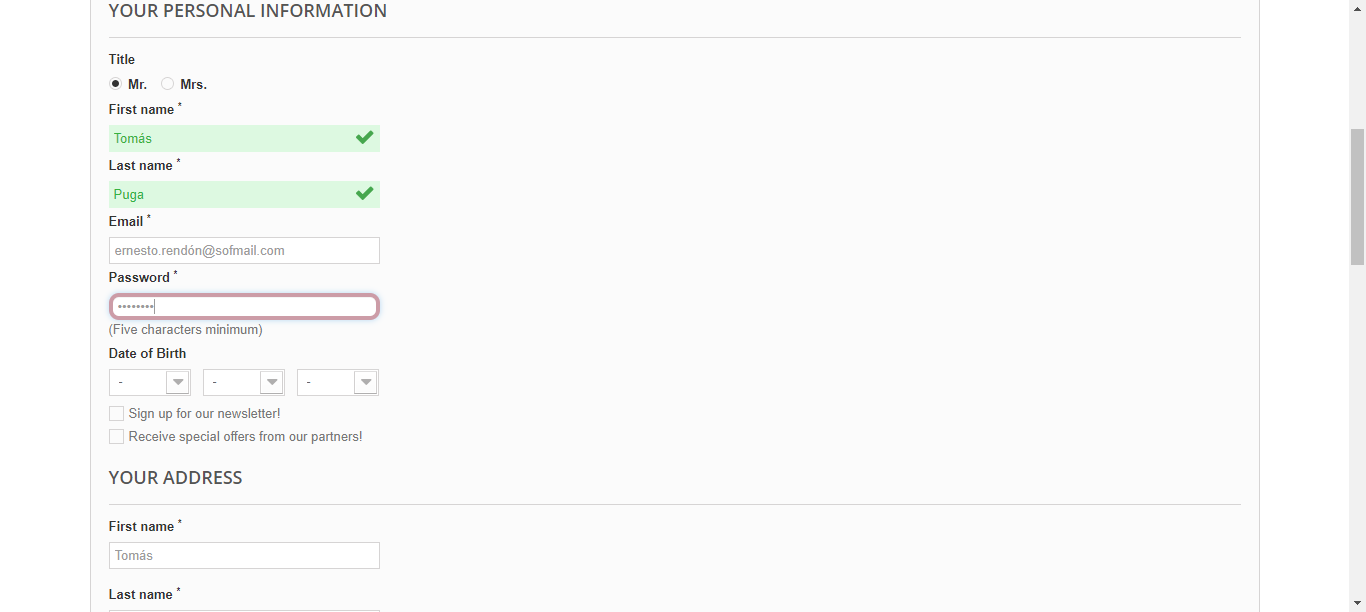 YOUR PERSONAL INFORMATION
Title
Mr. Mrs.
First name *
Tomás
Last name *
Puga
Email *
ernesto.rendón@sofmail.com
Password *
••••••••
(Five characters minimum)
Date of Birth
- - -
Sign up for our newsletter!
Receive special offers from our partners!
YOUR ADDRESS
First name *
Tomás
Last name *